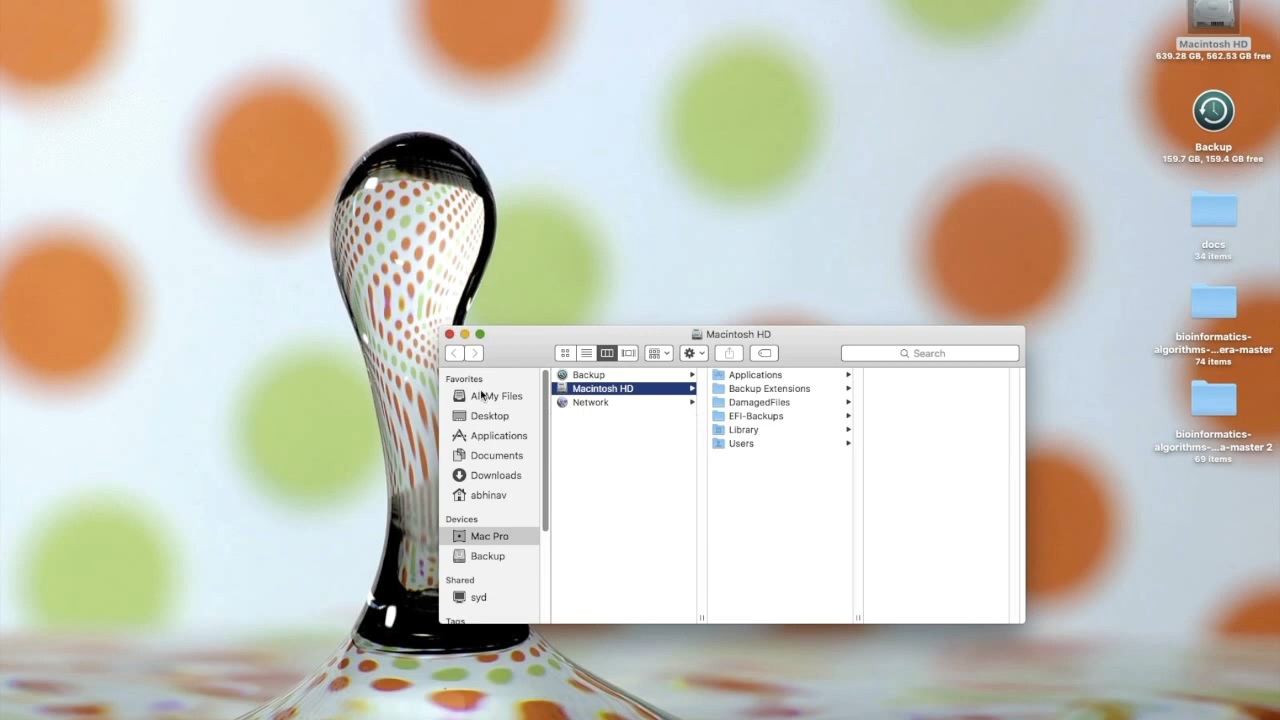 Macintosh HD
639.28 GB, 562.53 GB free
Backup
159.7 GB, 159.4 GB free
docs
34 items
bioinformatics-
algorithms-...era-master
74 items
bioinformatics-
algorithms-...a-master 2
69 items
Macintosh HD
Search
Favorites
All My Files
Desktop
Applications
Documents
Downloads
abhinav
Devices
Mac Pro
Backup
Shared
syd
Tags
Backup
Macintosh HD
Network
Applications
Backup Extensions
DamagedFiles
EFI-Backups
Library
Users